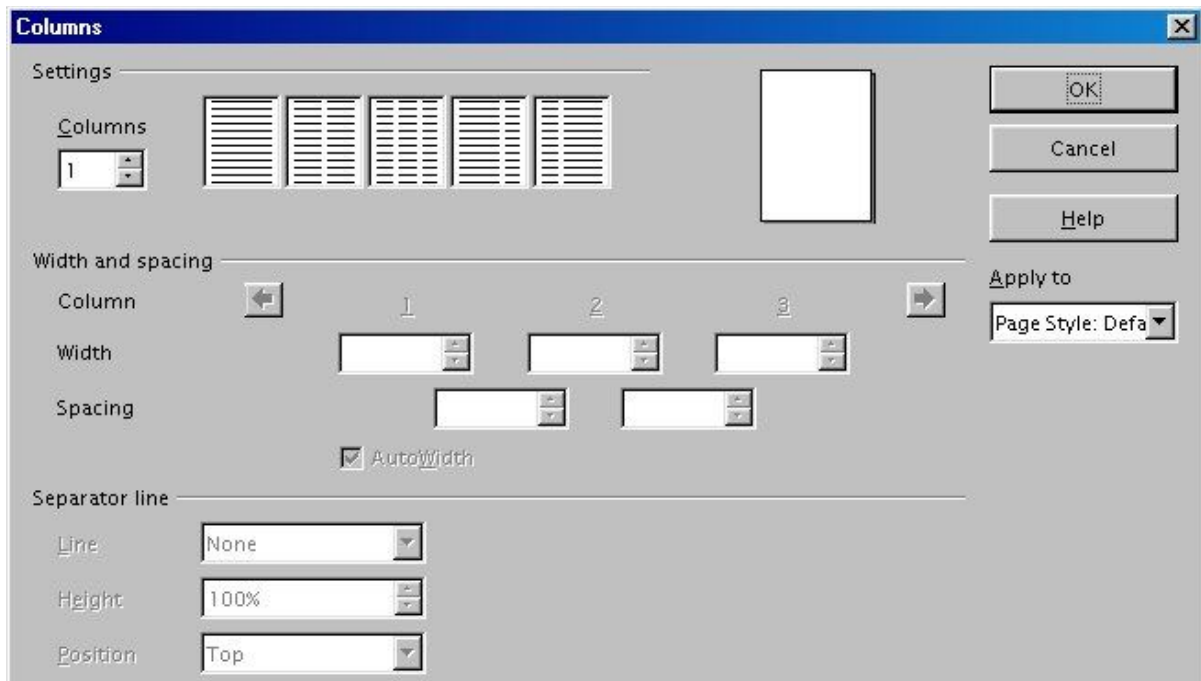 Columns
Settings
Columns
1
OK
Cancel
Help
Width and spacing
Column 1 2 3
Width
Spacing
AutoWidth
Apply to
Page Style: Defa
Separator line
Line None
Height 100%
Position Top